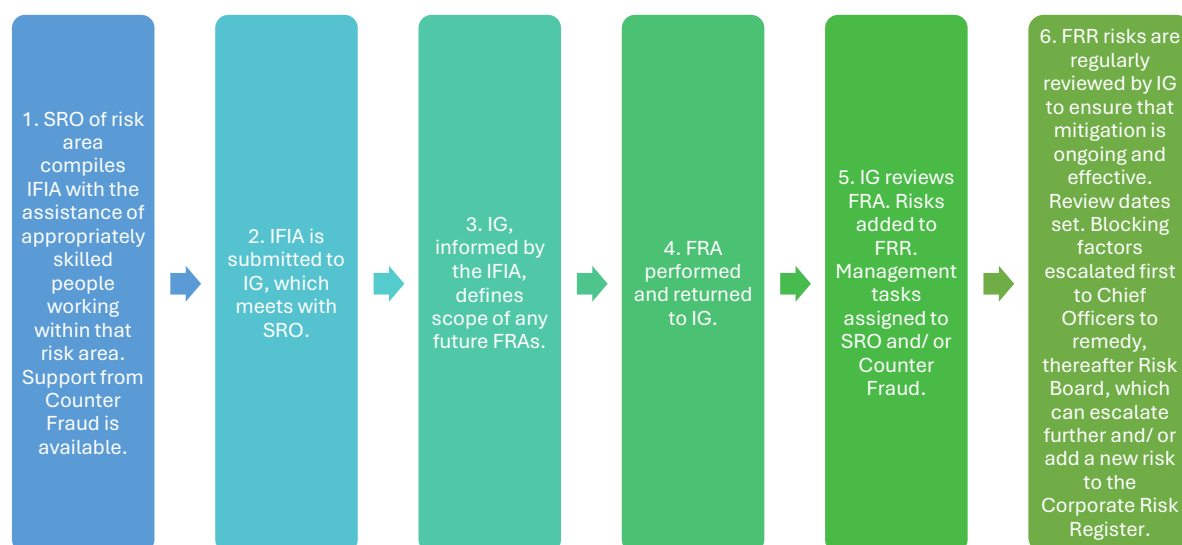 1. SRO of risk
area
compiles
IFIA with the
assistance of
appropriately
skilled
people
working
within that
risk area.
Support from
Counter
Fraud is
available.
2. IFIA is
submitted to
IG, which
meets with
SRO.
3. IG,
informed by
the IFIA,
defines
scope of any
future FRAs.
4. FRA
performed
and returned
to IG.
5. IG reviews
FRA. Risks
added to
FRR.
Management
tasks
assigned to
SRO and/ or
Counter
Fraud.
6. FRR risks are
regularly
reviewed by IG
to ensure that
mitigation is
ongoing and
effective.
Review dates
set. Blocking
factors
escalated first
to Chief
Officers to
remedy,
thereafter Risk
Board, which
can escalate
further and/ or
add a new risk
to the
Corporate Risk
Register.